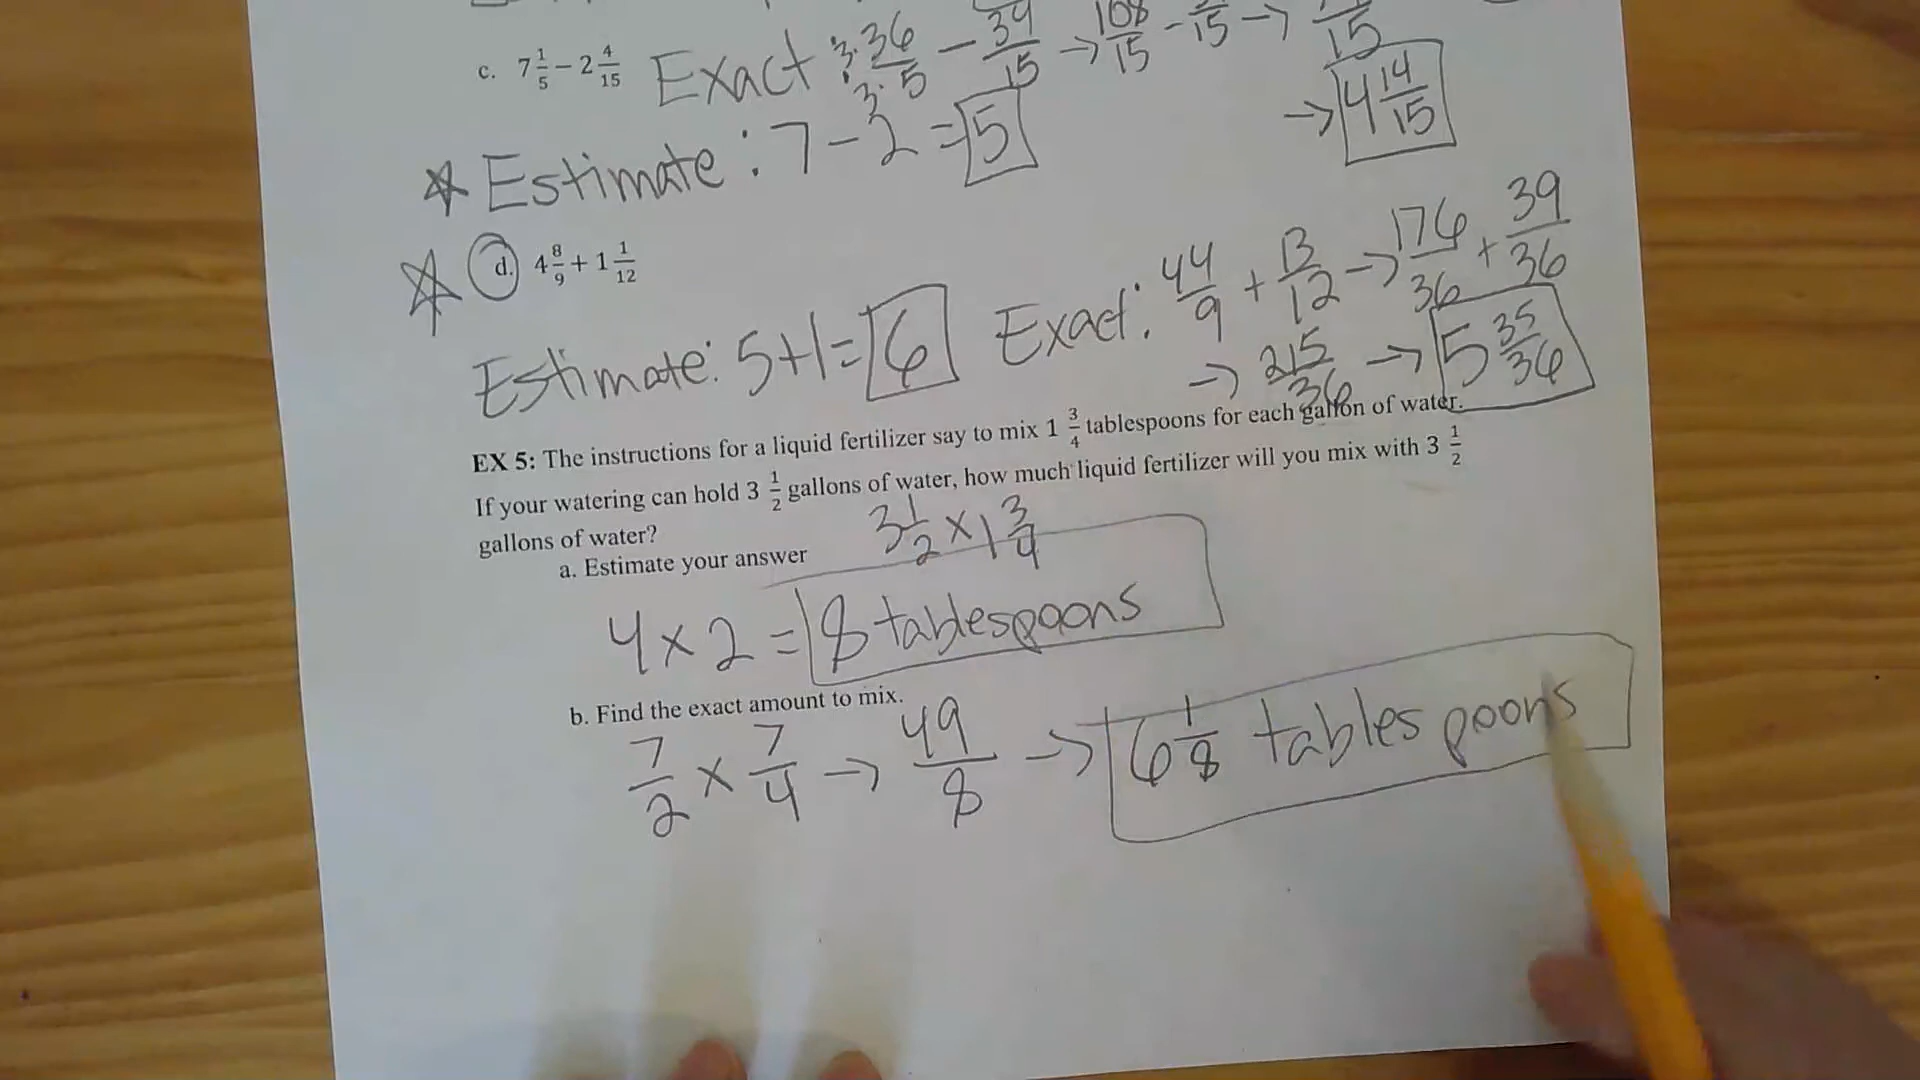 c. 7 1/5 - 2 4/15 Exact: 3·36/3·5 - 34/15 → 108/15 - /15 → /15
→ 4 14/15
Estimate: 7 - 2 = 5
d. 4 8/9 + 1 1/12
Exact: 44/9 + 13/12 → 176/36 + 39/36
Estimate: 5+1 = 6
→ 215/36 → 5 35/36
EX 5: The instructions for a liquid fertilizer say to mix 1 3/4 tablespoons for each gallon of water.
If your watering can hold 3 1/2 gallons of water, how much liquid fertilizer will you mix with 3 1/2
gallons of water?
3 1/2 x 1 3/4
a. Estimate your answer
4 x 2 = 8 tablespoons
b. Find the exact amount to mix.
7/2 x 7/4 → 49/8 → 6 1/8 tablespoons